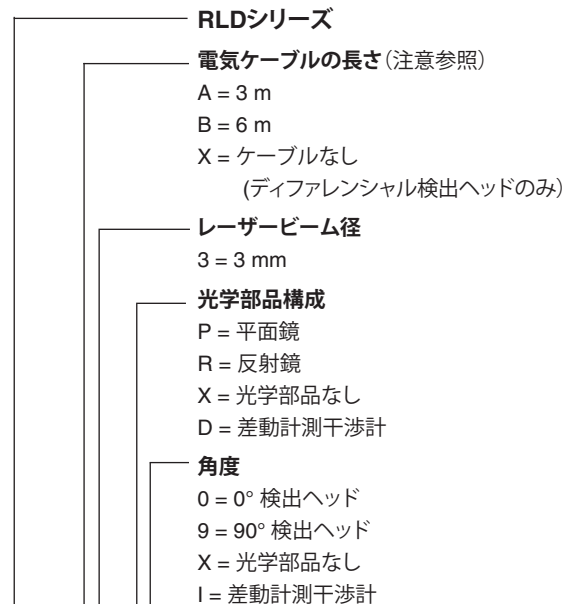 RLDシリーズ
電気ケーブルの長さ（注意参照）
A = 3 m
B = 6 m
X = ケーブルなし
(ディファレンシャル検出ヘッドのみ）
レーザービーム径
3 = 3 mm
光学部品構成
P = 平面鏡
R = 反射鏡
X = 光学部品なし
D = 差動計測干渉計
角度
0 = 0° 検出ヘッド
9 = 90° 検出ヘッド
X = 光学部品なし
I = 差動計測干渉計